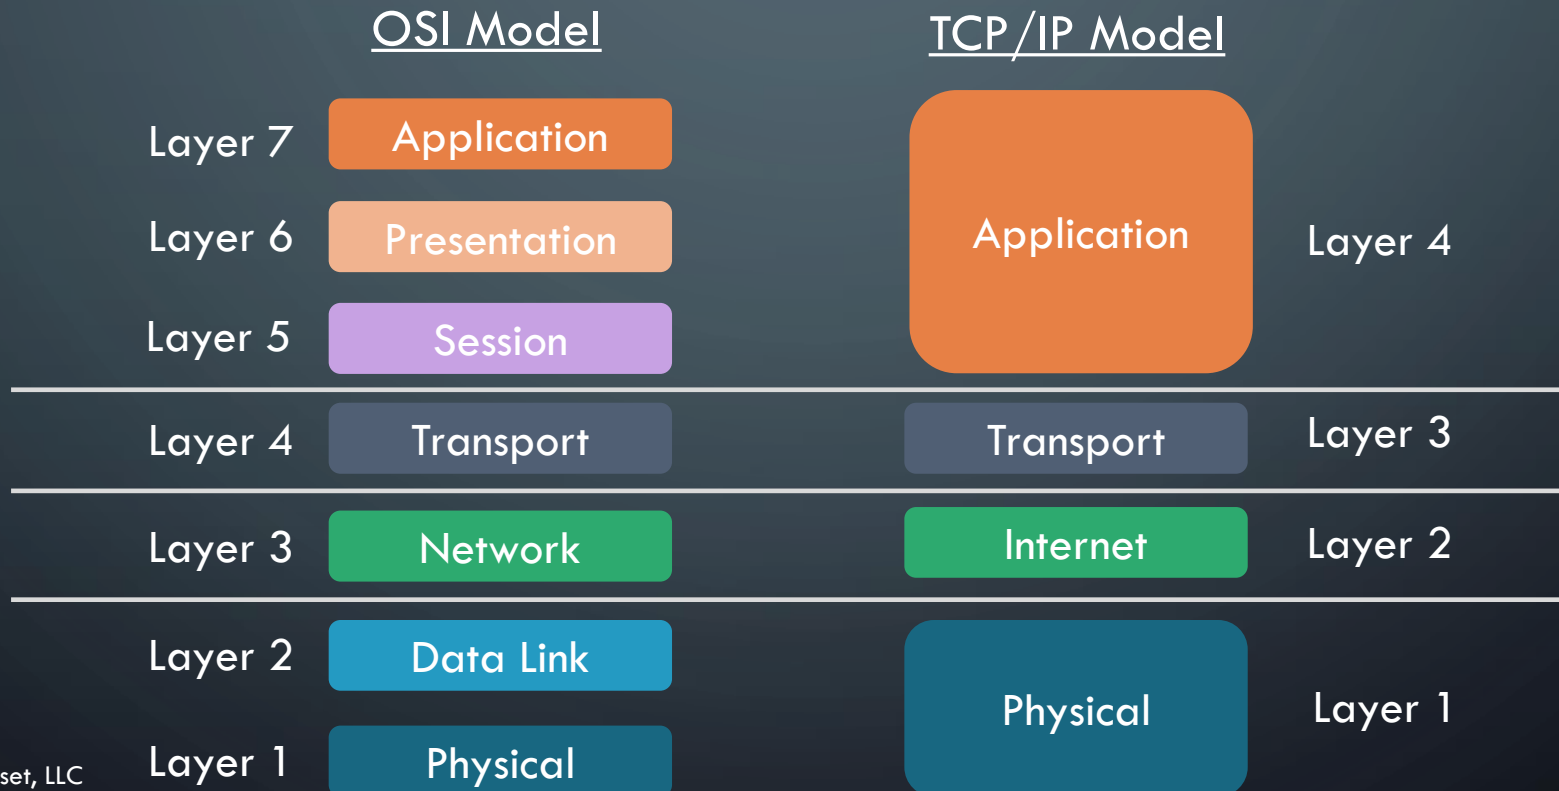 OSI Model
TCP/IP Model
Layer 7
Application
Layer 6
Presentation
Application
Layer 4
Layer 5
Session
Layer 4
Transport
Transport
Layer 3
Layer 3
Network
Internet
Layer 2
Layer 2
Data Link
Physical
Layer 1
Layer 1
Physical
set, LLC